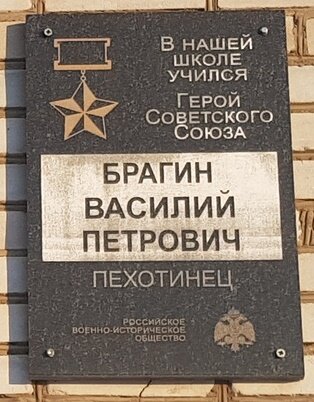 В НАШЕЙ
ШКОЛЕ
УЧИЛСЯ
ГЕРОЙ
СОВЕТСКОГО
СОЮЗА
БРАГИН
ВАСИЛИЙ
ПЕТРОВИЧ
ПЕХОТИНЕЦ
РОССИЙСКОЕ
ВОЕННО-ИСТОРИЧЕСКОЕ
ОБЩЕСТВО